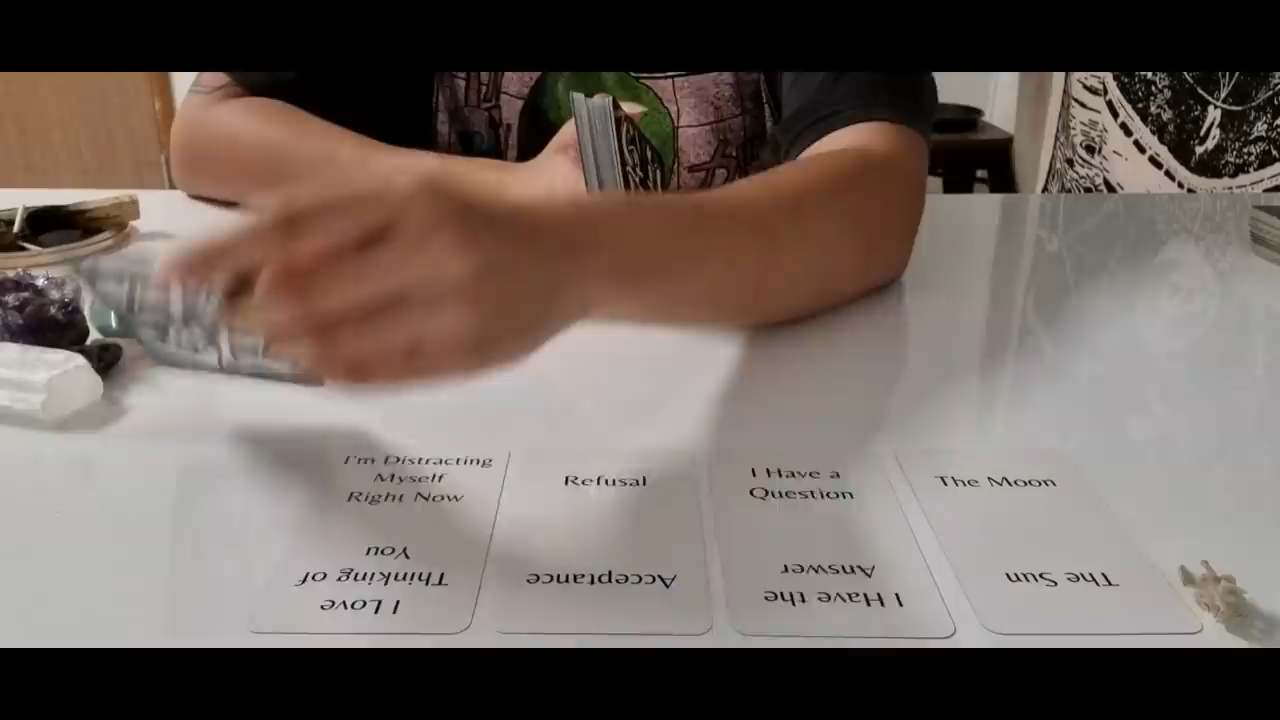 I'm Distracting
Myself
Right Now
I Love
Thinking of
You
Refusal
Acceptance
I Have a
Question
I Have the
Answer
The Moon
The Sun